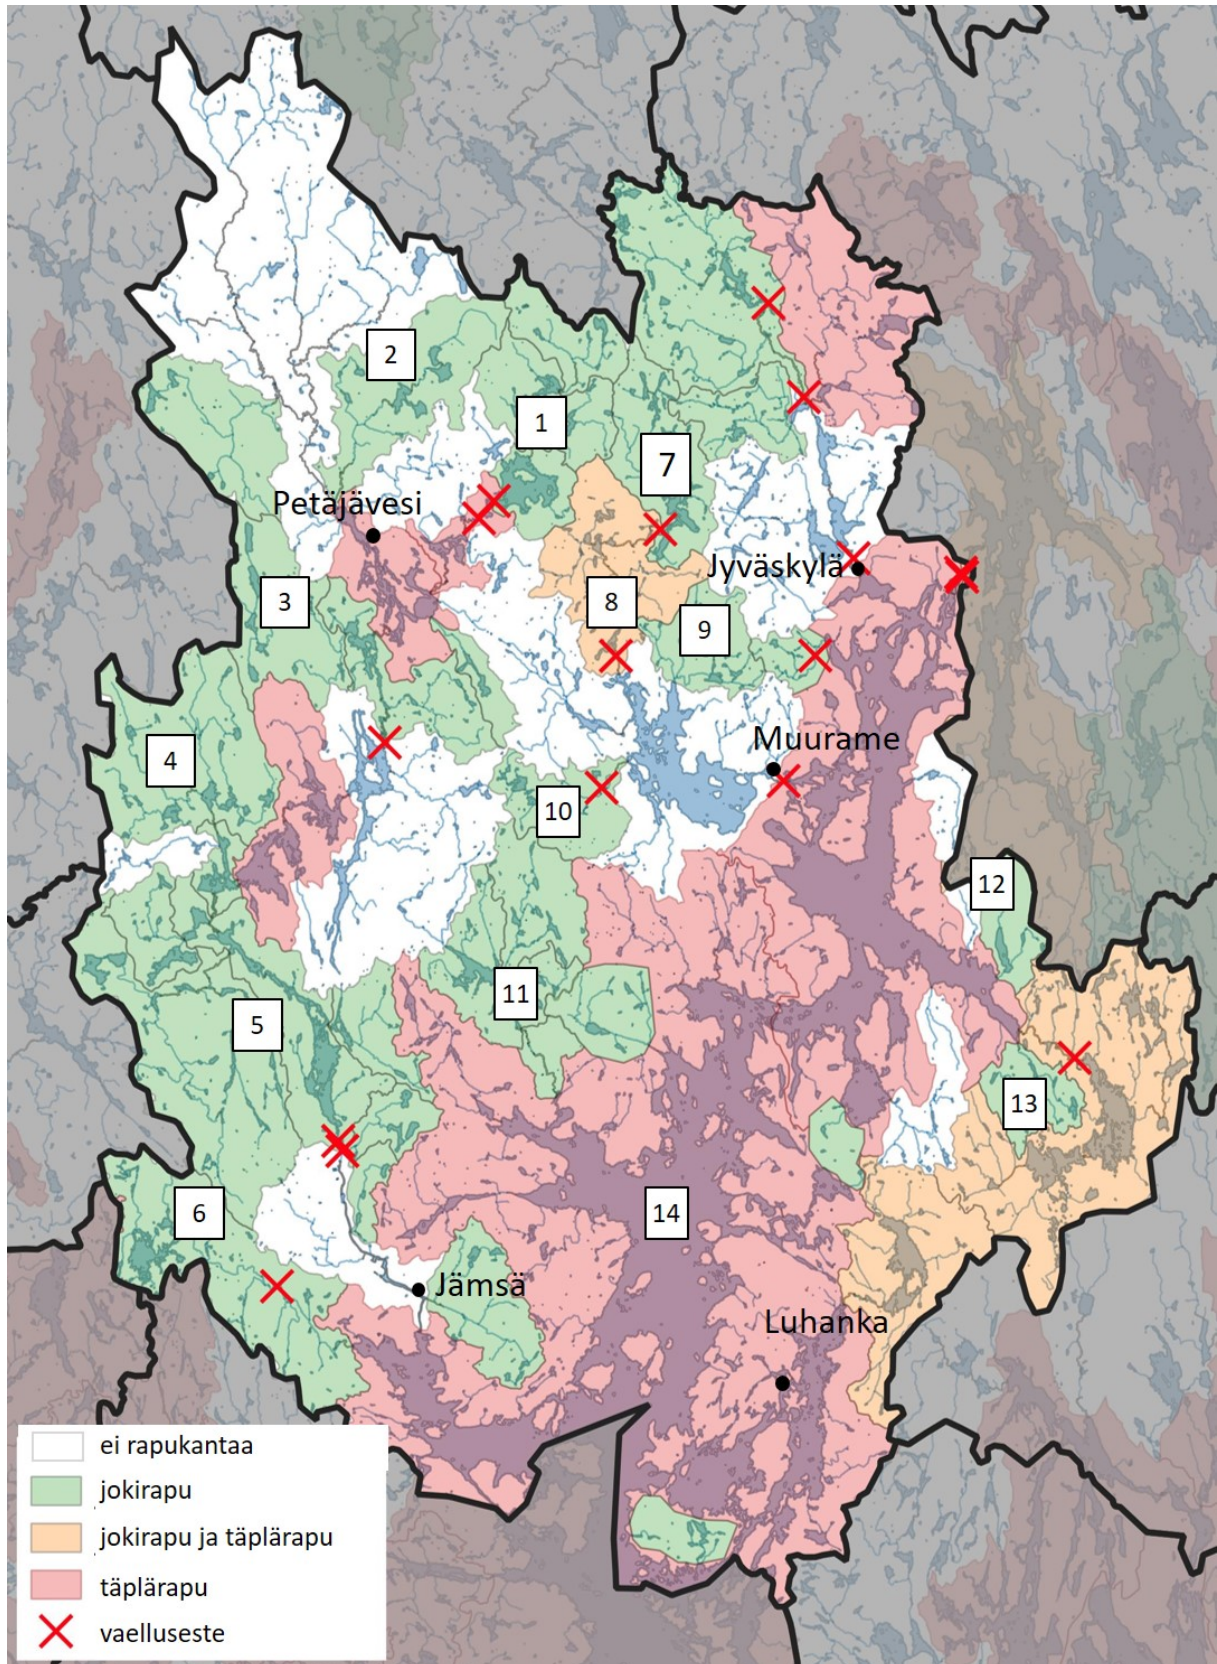 2
1
7
Petäjävesi
Jyväskylä
3
8
9
4
Muurame
10
12
11
5
13
6
14
Jämsä
Luhanka
ei rapukantaa
jokirapu
jokirapu ja täplärapu
täplärapu
vaelluseste